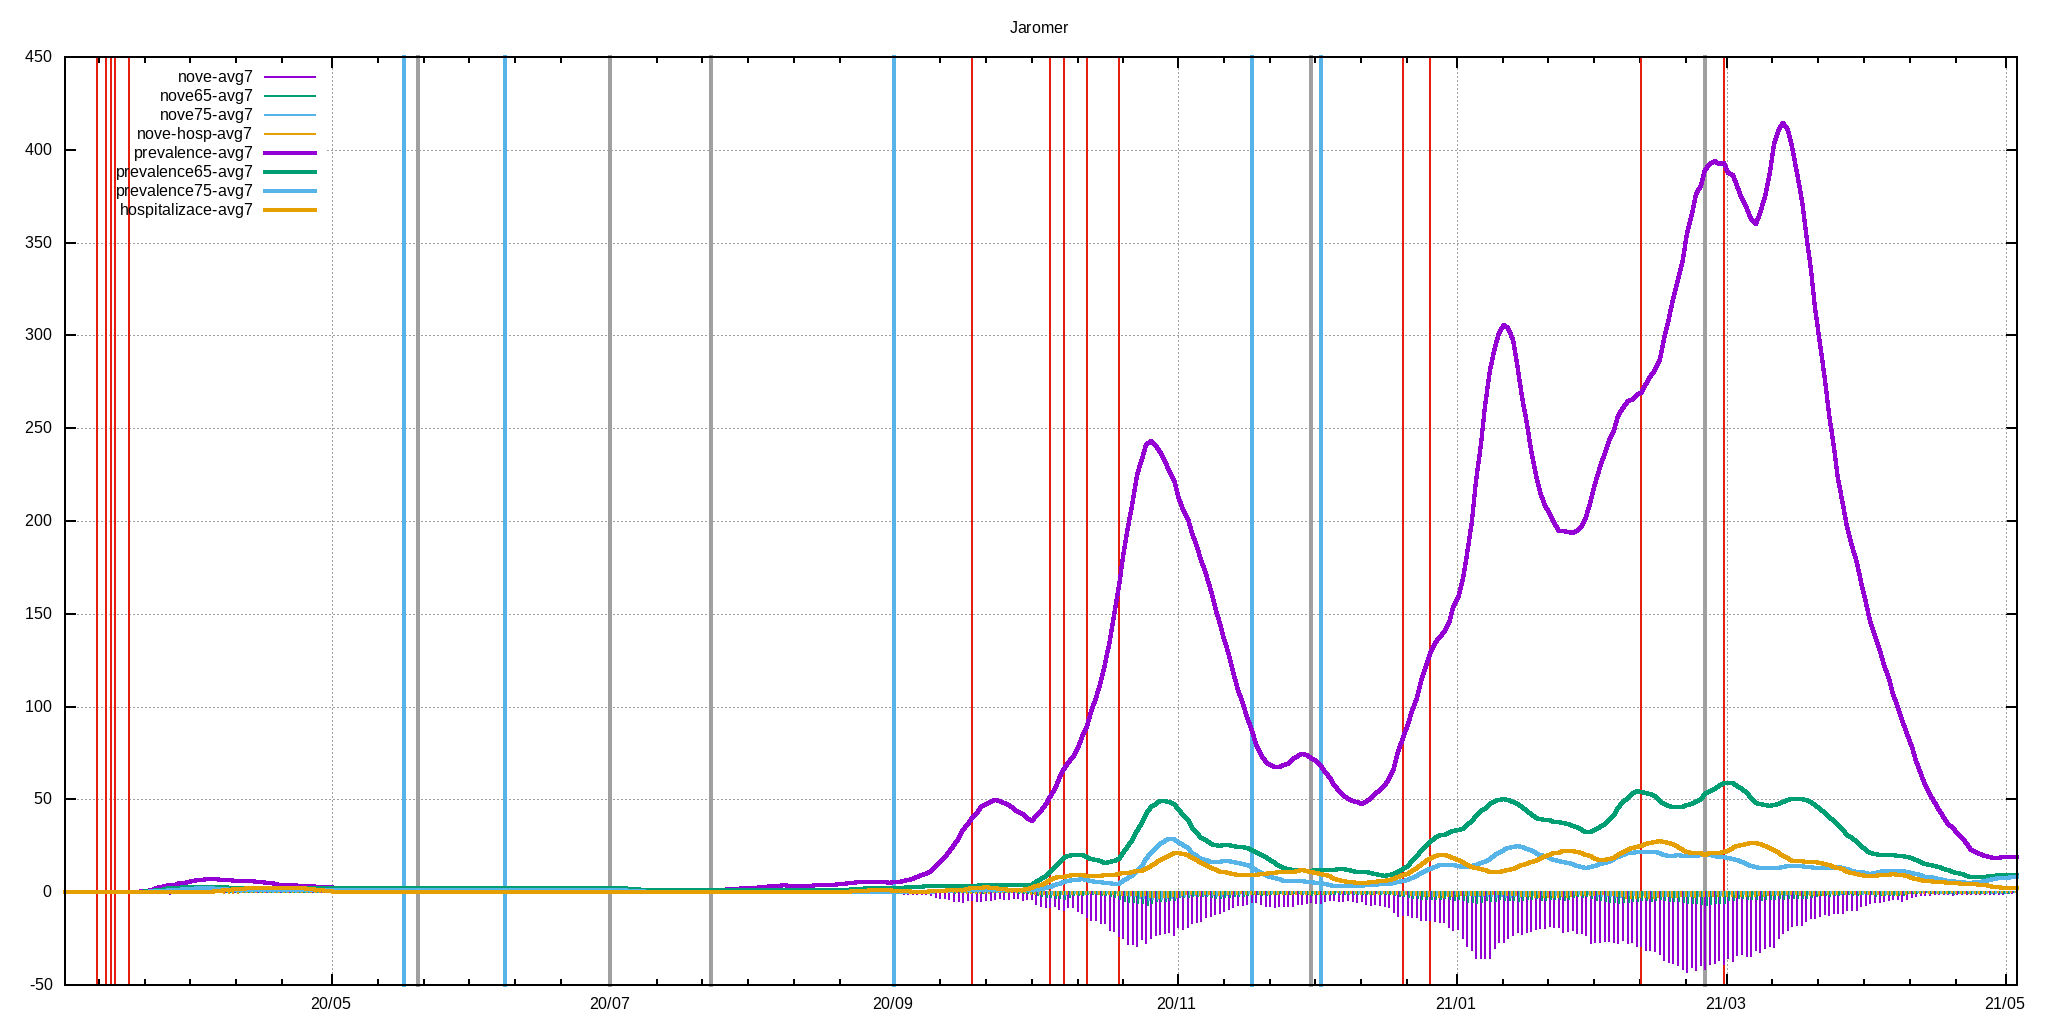 Jaromer
450
400
350
300
250
200
150
100
50
0
-50
nove-avg7
nove65-avg7
nove75-avg7
nove-hosp-avg7
prevalence-avg7
prevalence65-avg7
prevalence75-avg7
hospitalizace-avg7
20/05 20/07 20/09 20/11 21/01 21/03 21/05